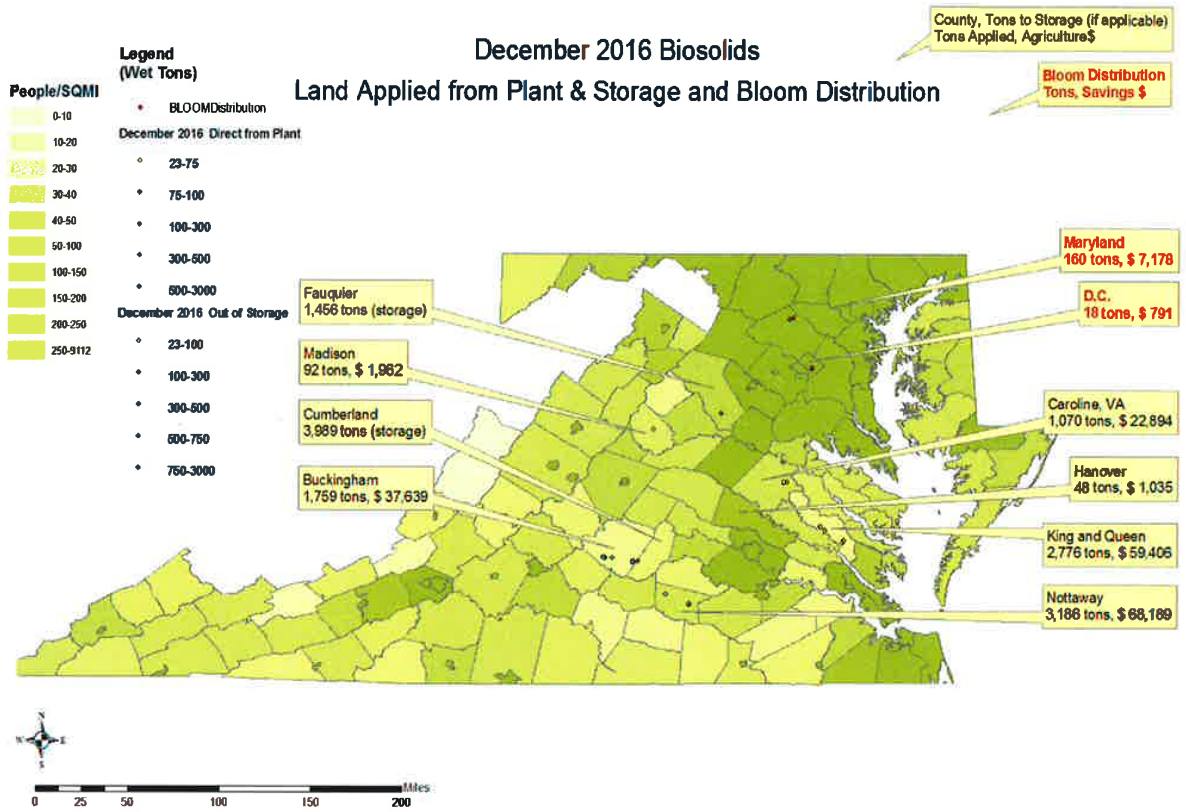 December 2016 Biosolids
Land Applied from Plant & Storage and Bloom Distribution
County, Tons to Storage (if applicable)
Tons Applied, Agriculture$
Bloom Distribution
Tons, Savings $
Legend
(Wet Tons)
BLOOMDistribution
December 2016 Direct from Plant
23-75
75-100
100-300
300-500
500-3000
December 2016 Out of Storage
23-100
100-300
300-500
500-750
750-3000
People/SQMI
0-10
10-20
20-30
30-40
40-50
50-100
100-150
150-200
200-250
250-9112
Fauquier
1,456 tons (storage)
Madison
92 tons, $ 1,962
Cumberland
3,989 tons (storage)
Buckingham
1,759 tons, $ 37,639
Maryland
160 tons, $ 7,178
D.C.
18 tons, $ 791
Caroline, VA
1,070 tons, $ 22,894
Hanover
48 tons, $ 1,035
King and Queen
2,776 tons, $ 59,406
Nottaway
3,186 tons, $ 68,169
N
W E
S
0 25 50 100 150 200
Miles